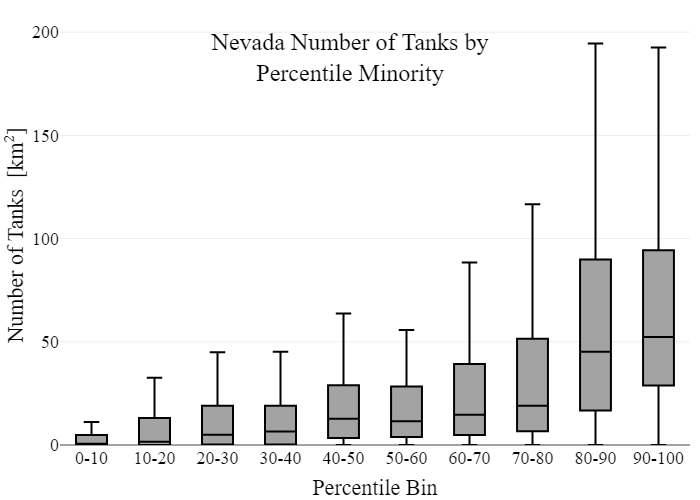 Nevada Number of Tanks by
Percentile Minority
Number of Tanks [km²]
200
150
100
50
0
0-10 10-20 20-30 30-40 40-50 50-60 60-70 70-80 80-90 90-100
Percentile Bin